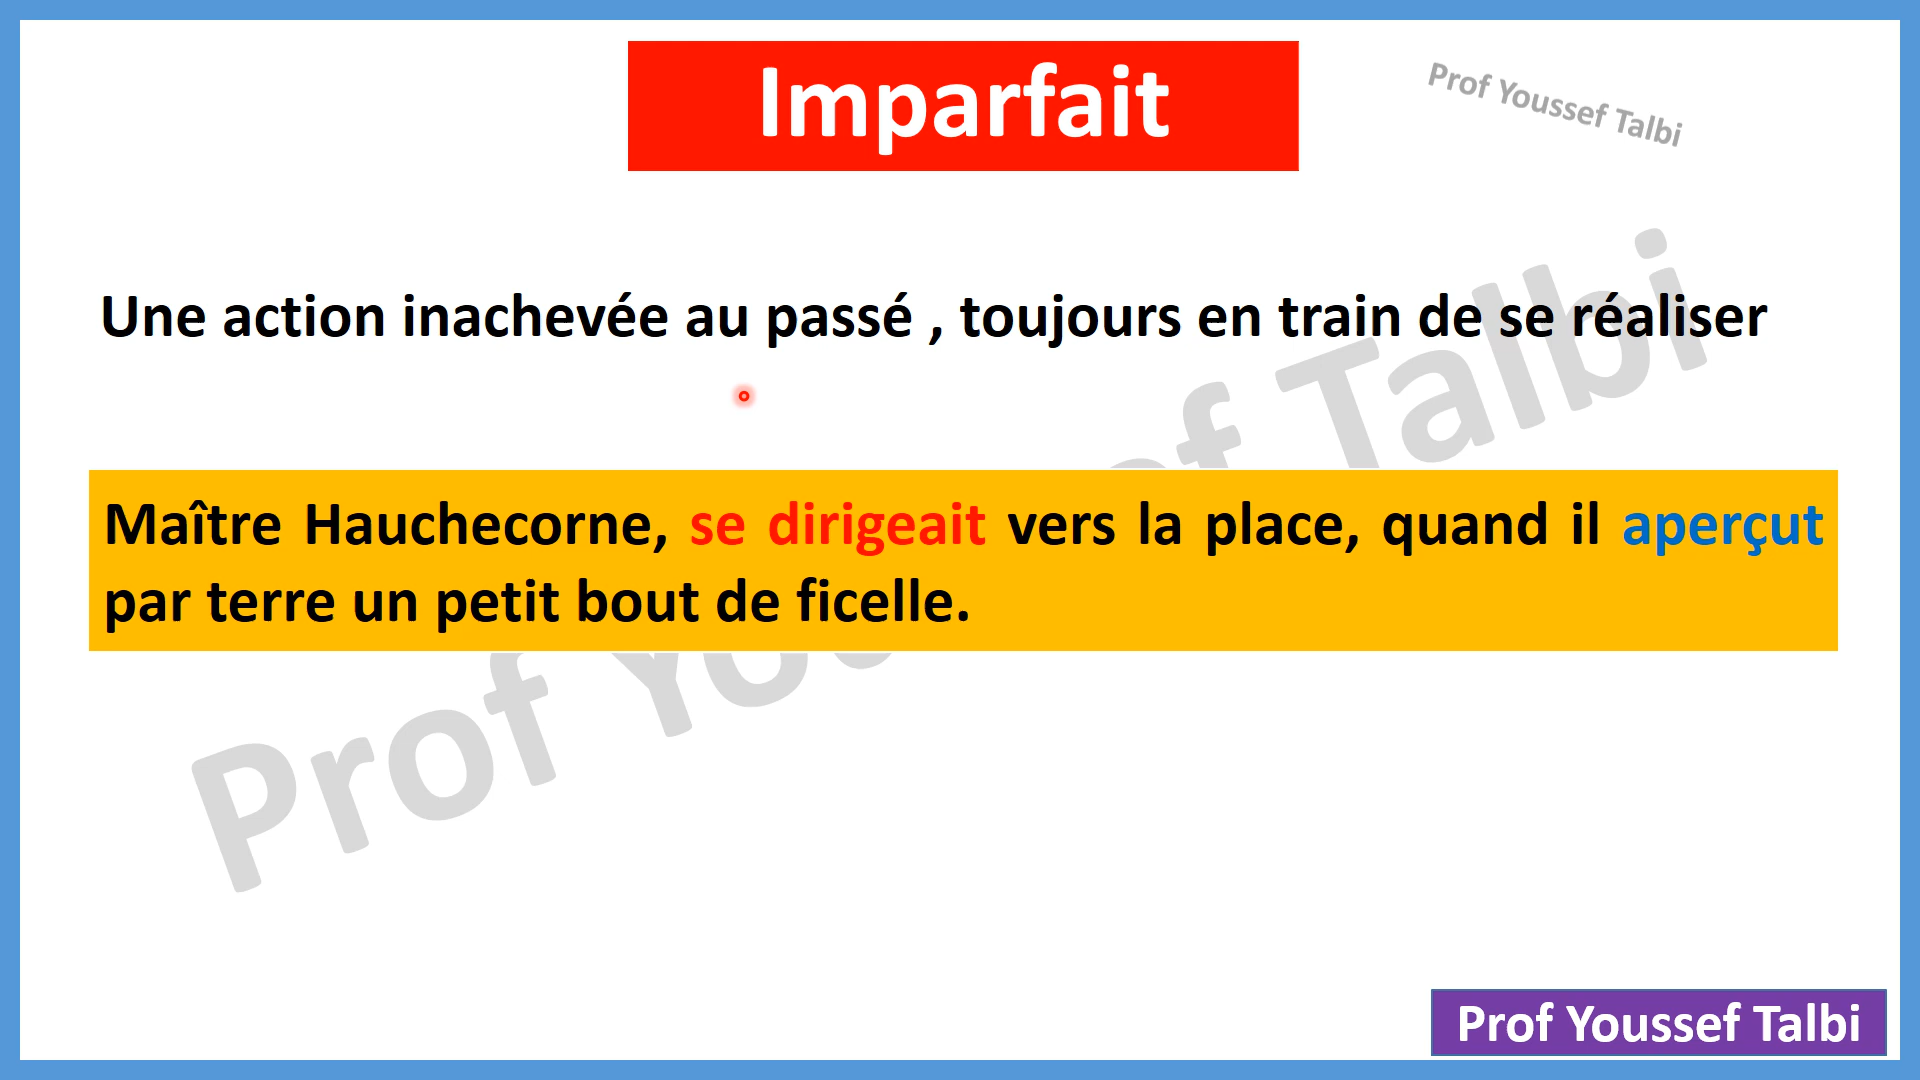 Imparfait
Prof Youssef Talbi
Une action inachevée au passé , toujours en train de se réaliser
Maître Hauchecorne, se dirigeait vers la place, quand il aperçut
par terre un petit bout de ficelle.
Prof Youssef Talbi
Prof Youssef Talbi